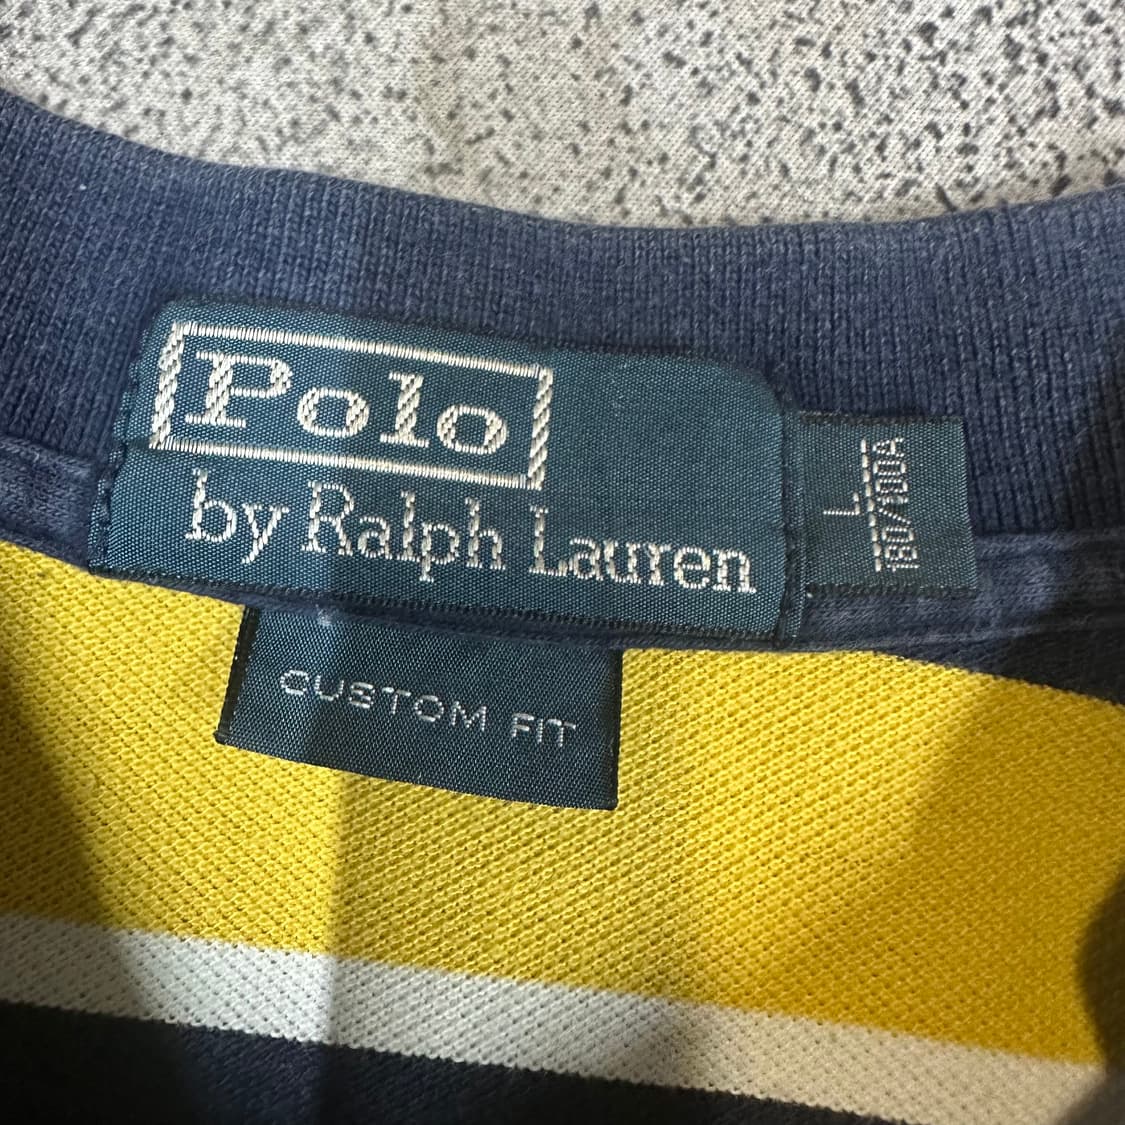 Polo
by Ralph Lauren
L
180/100A
CUSTOM FIT